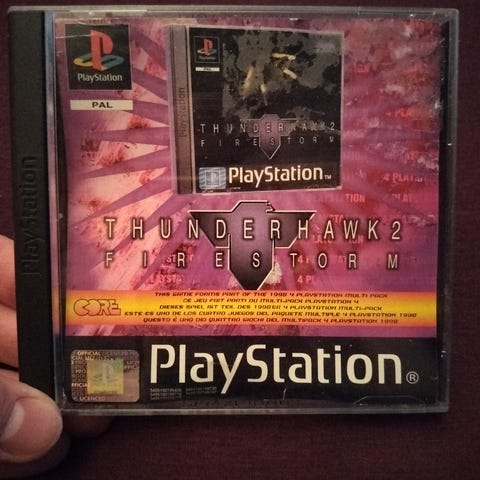 PlayStation
PAL
PlayStation
PAL
THUNDERHAWK 2
FIRESTORM
PlayStation™
THUNDERHAWK 2
FIRESTORM
CORE
THIS GAME FORMS PART OF THE 1998 4 PLAYSTATION MULTI PACK
CE JEU FAIT PARTI DU MULTI-PACK PLAYSTATION 4
DIESES SPIEL IST TEIL DES 1998ER 4 PLAYSTATION MULTI-PACK
ESTE ES UNO DE LOS CUATRO JUEGOS DEL PAQUETE MULTIPLE 4 PLAYSTATION 1998
QUESTO É UNO DEI QUATTRO GIOCHI DEL MULTIPACK 4 PLAYSTATION 1998
PlayStation®
PlayStation